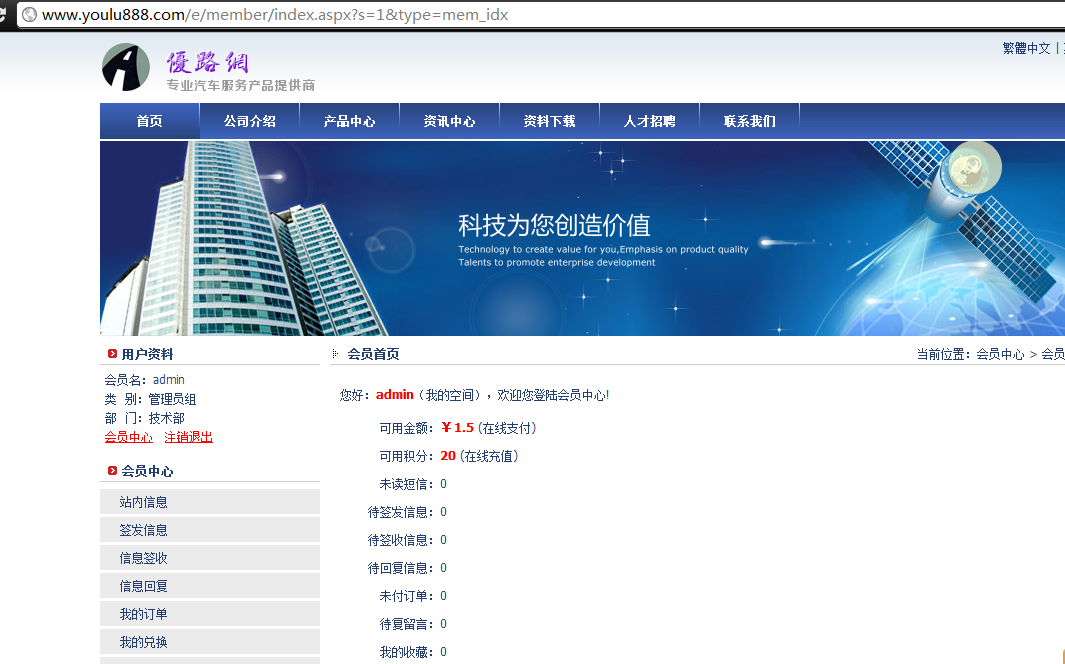 www.youlu888.com/e/member/index.aspx?s=1&type=mem_idx
繁體中文 |
優路網
专业汽车服务产品提供商
首页 公司介绍 产品中心 资讯中心 资料下载 人才招聘 联系我们
科技为您创造价值
Technology to create value for you,Emphasis on product quality
Talents to promote enterprise development
用户资料
会员名：admin
类 别：管理员组
部 门：技术部
会员中心 注销退出
会员中心
站内信息
签发信息
信息签收
信息回复
我的订单
我的兑换
会员首页
当前位置：会员中心 > 会员
您好：admin（我的空间），欢迎您登陆会员中心!
可用金额：￥1.5 (在线支付)
可用积分：20 (在线充值)
未读短信：0
待签发信息：0
待签收信息：0
待回复信息：0
未付订单：0
待复留言：0
我的收藏：0